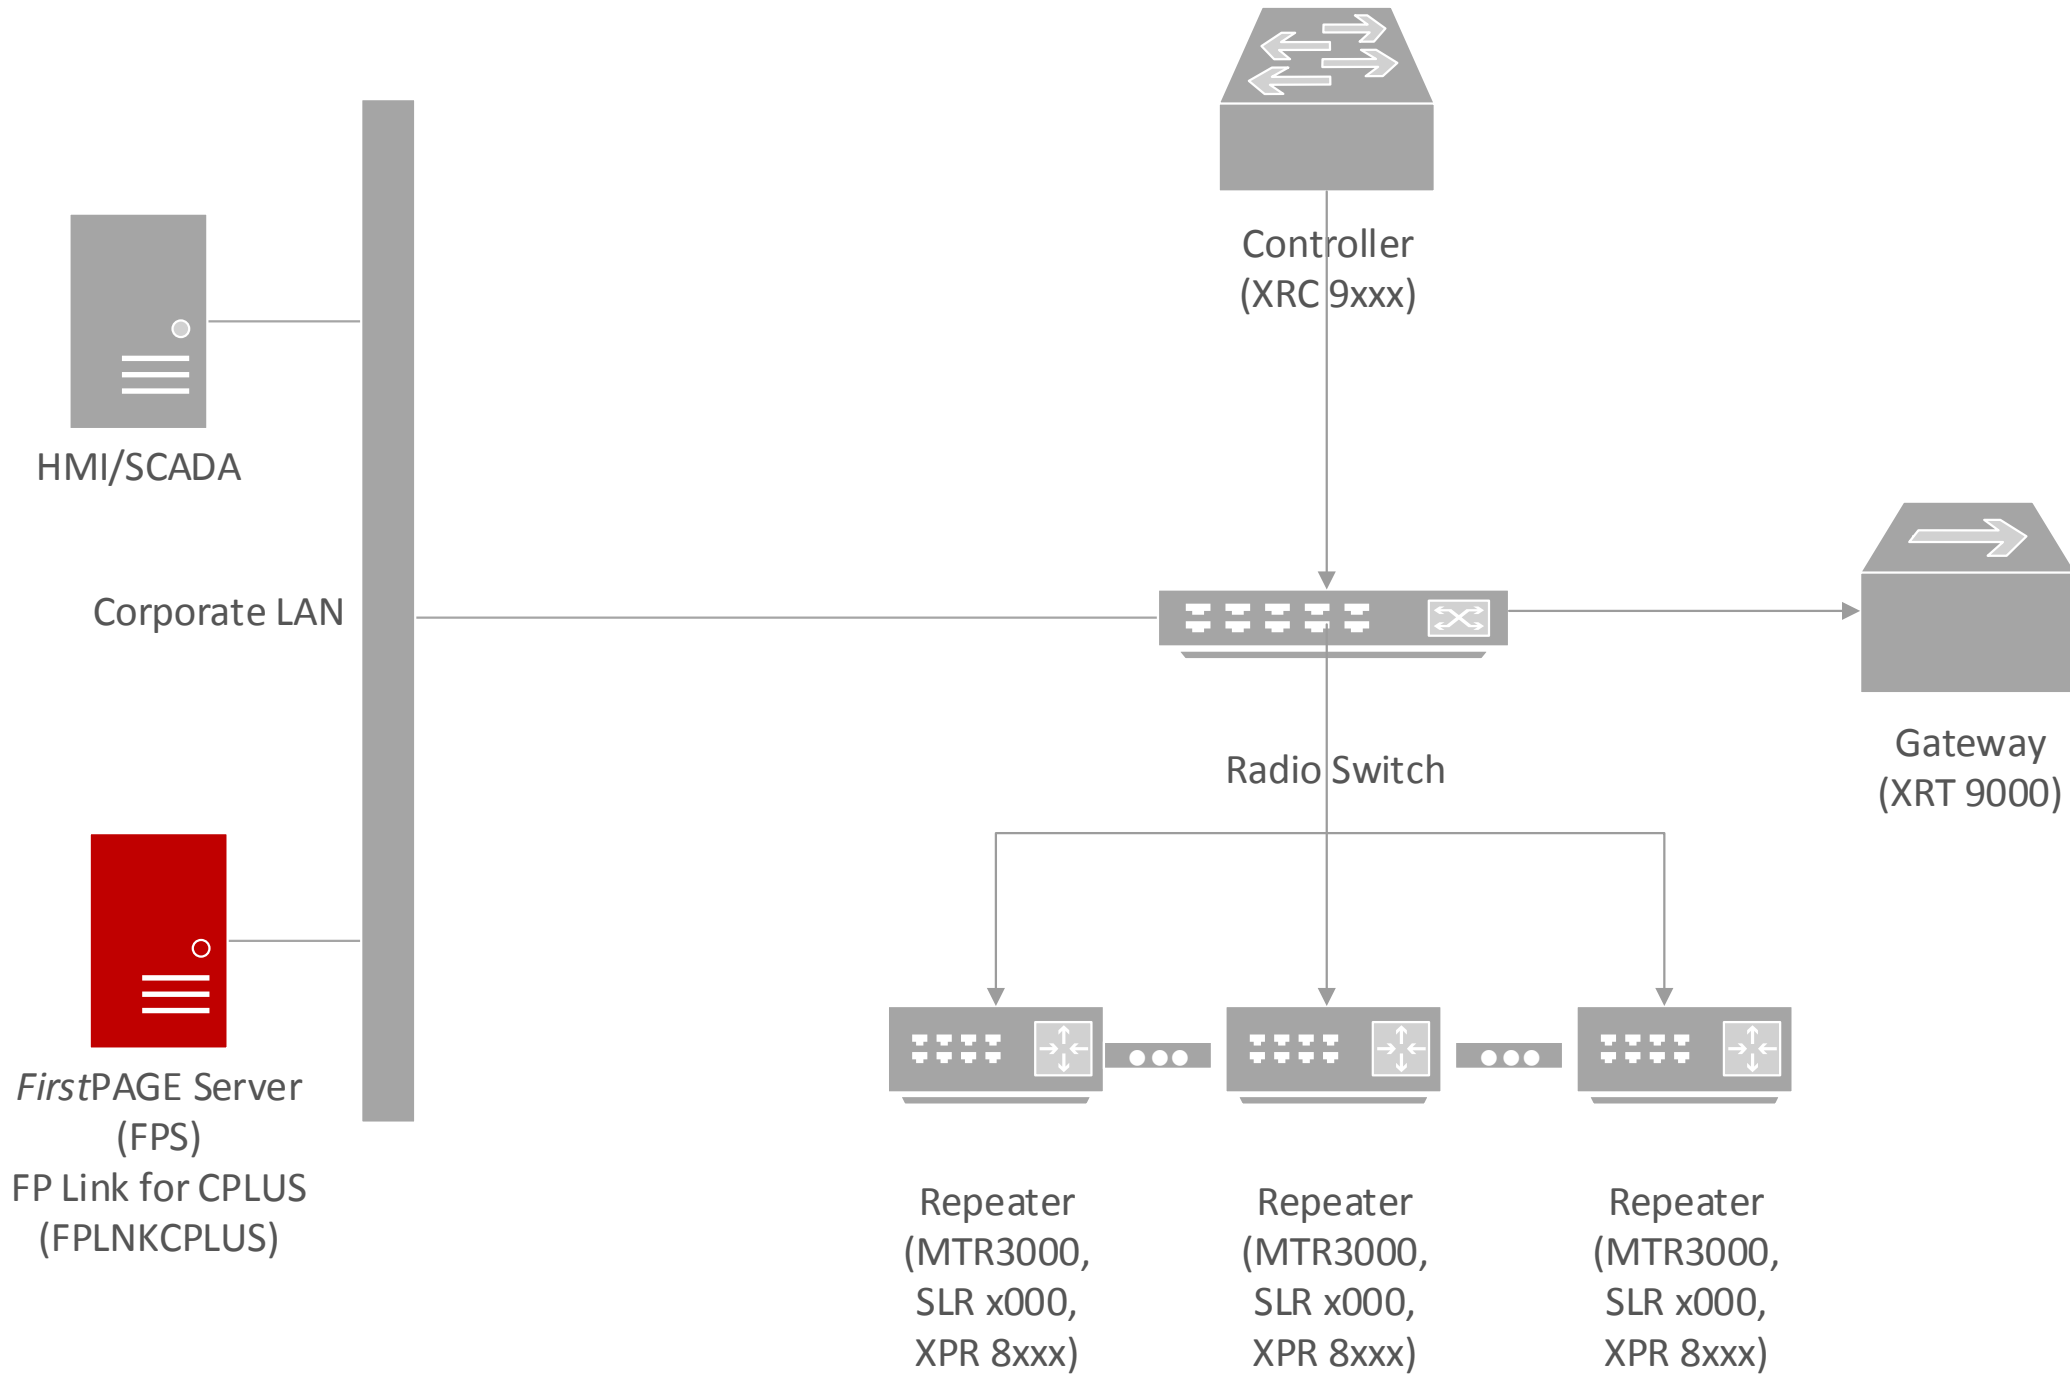 Controller
(XRC 9xxx)
HMI/SCADA
Corporate LAN
Radio Switch
Gateway
(XRT 9000)
FirstPAGE Server
(FPS)
FP Link for CPLUS
(FPLNKCPLUS)
Repeater
(MTR3000,
SLR x000,
XPR 8xxx)
Repeater
(MTR3000,
SLR x000,
XPR 8xxx)
Repeater
(MTR3000,
SLR x000,
XPR 8xxx)